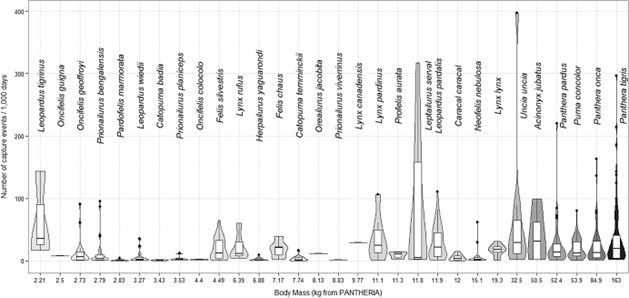 Number of capture events / 1,000 days
400
300
200
100
0
Leopardus tigrinus
Oncifelis guigna
Oncifelis geoffroyi
Prionailurus bengalensis
Pardofelis marmorata
Leopardus wiedii
Catopuma badia
Prionailurus planiceps
Oncifelis colocolo
Felis silvestris
Lynx rufus
Herpailurus yaguarondi
Felis chaus
Catopuma temminckii
Oreailurus jacobita
Prionailurus viverrinus
Lynx canadensis
Lynx pardinus
Profelis aurata
Leptailurus serval
Leopardus pardalis
Caracal caracal
Neofelis nebulosa
Lynx lynx
Uncia uncia
Acinonyx jubatus
Panthera pardus
Puma concolor
Panthera onca
Panthera tigris
2.21 2.5 2.73 2.79 2.83 3.27 3.43 3.53 4.4 4.49 6.39 6.88 7.17 7.74 8.13 8.83 9.77 11.1 11.3 11.8 11.9 12 15.1 19.3 32.5 50.5 52.4 53.9 84.9 163
Body Mass (kg from PANTHERIA)